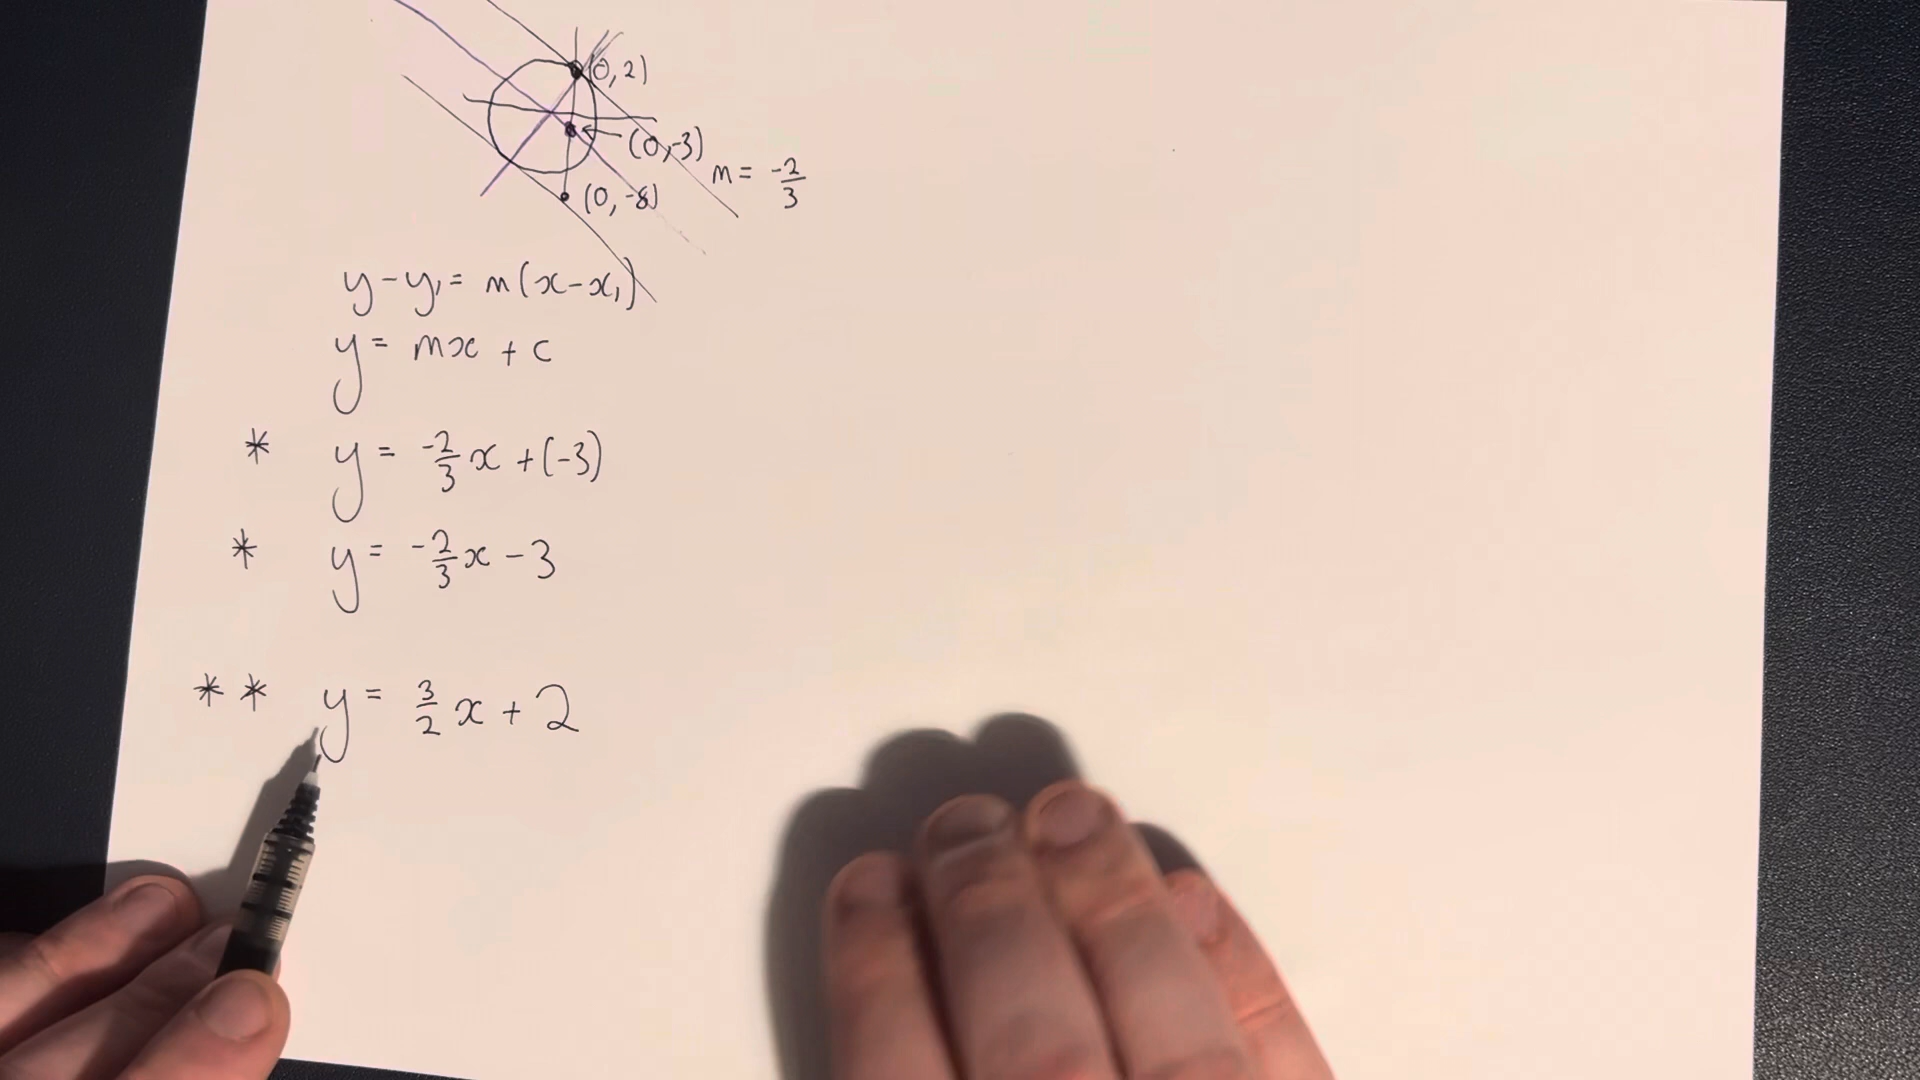 (0, 2)
(0, -3)
m = -2/3
(0, -8)
y - y₁ = m(x - x₁)
y = mx + c
* y = -2/3 x + (-3)
* y = -2/3 x - 3
* * y = 3/2 x + 2